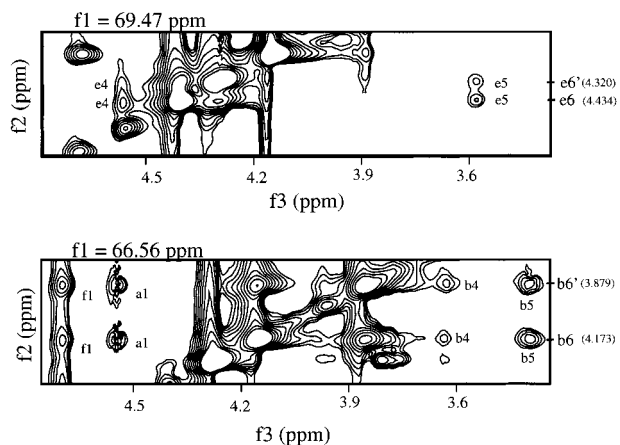 f1 = 69.47 ppm
e4
e4
e5
e5
e6' (4.320)
e6 (4.434)
f2 (ppm)
4.5 4.2 3.9 3.6
f3 (ppm)
f1 = 66.56 ppm
f1 a1 b5 b6' (3.879)
b4
f1 a1 b4 b5 b6 (4.173)
f2 (ppm)
4.5 4.2 3.9 3.6
f3 (ppm)